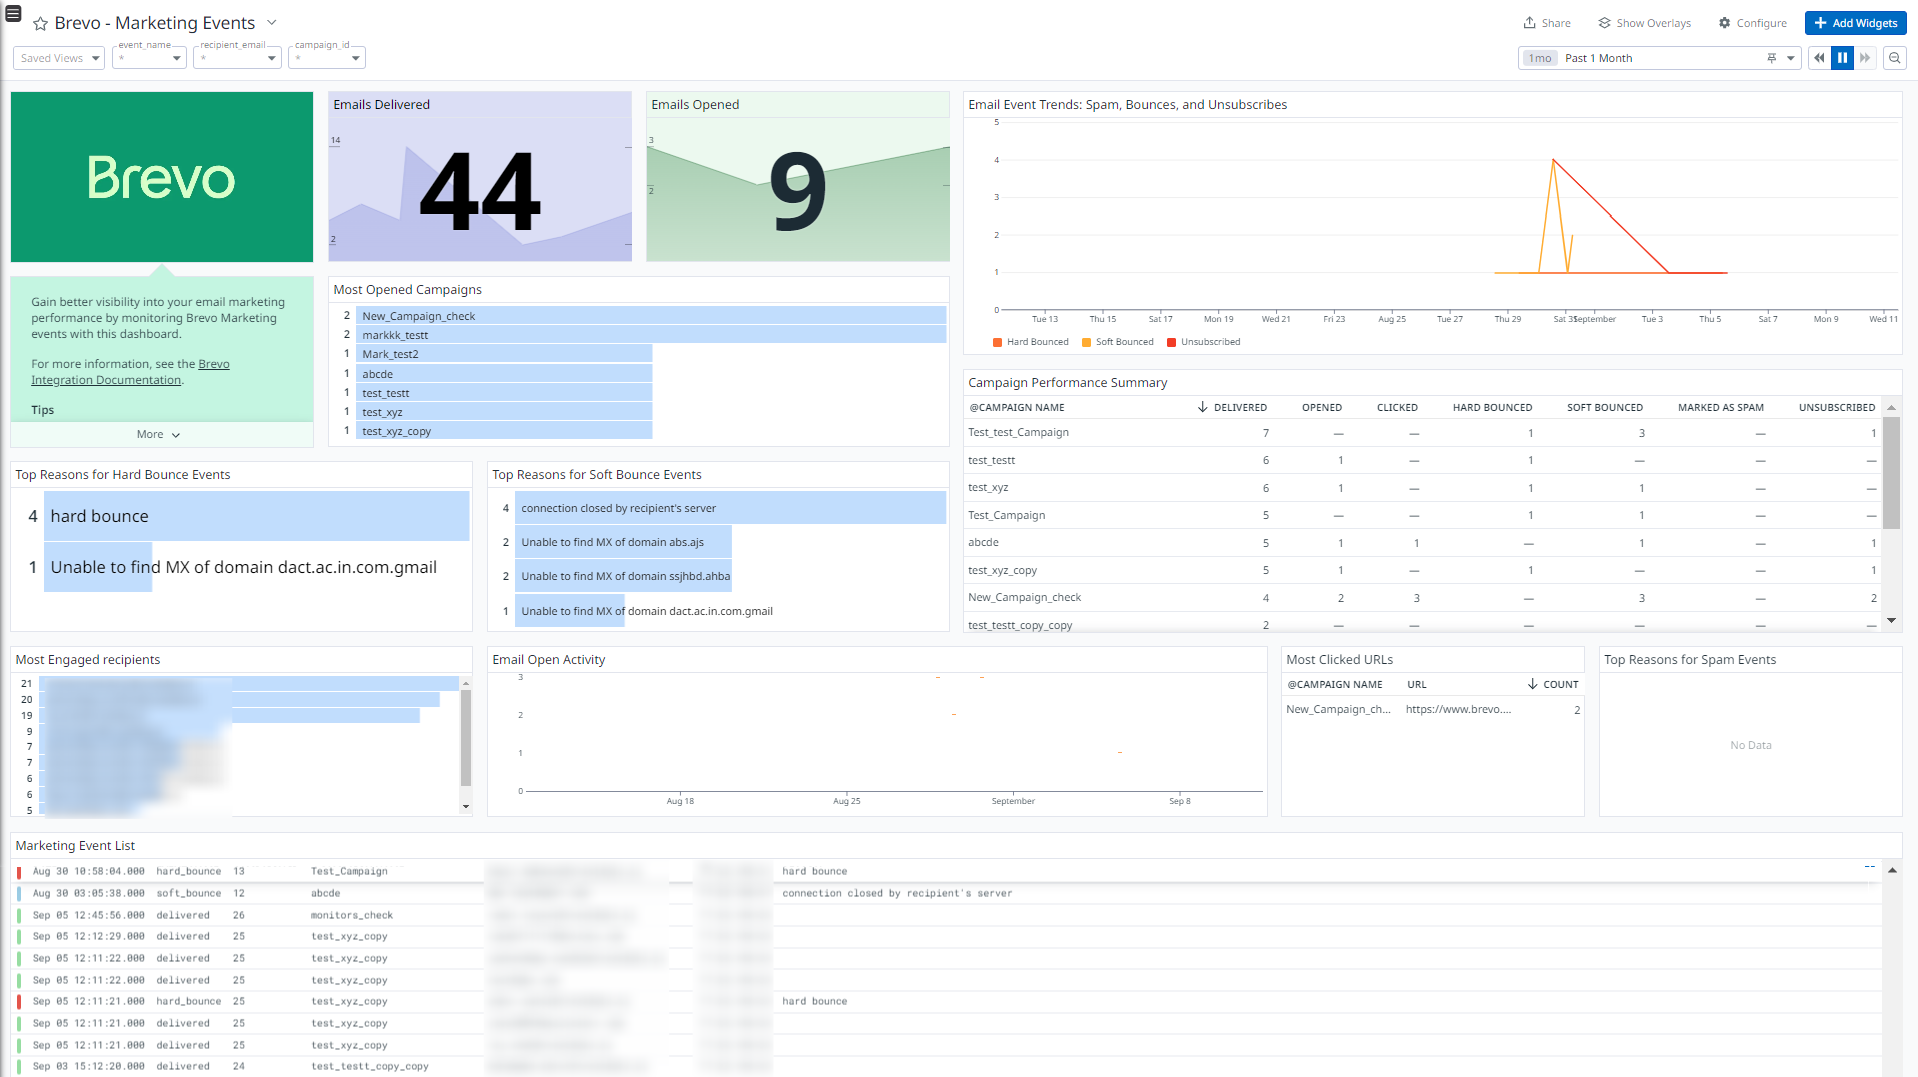 Brevo - Marketing Events
Share
Show Overlays
Configure
Add Widgets
Saved Views
event_name
*
recipient_email
*
campaign_id
*
1mo Past 1 Month
Brevo
Gain better visibility into your email marketing
performance by monitoring Brevo Marketing
events with this dashboard.
For more information, see the Brevo
Integration Documentation.
Tips
More
Emails Delivered
14
2
44
Emails Opened
3
2
9
Most Opened Campaigns
2 New_Campaign_check
2 markkk_testt
1 Mark_test2
1 abcde
1 test_testt
1 test_xyz
1 test_xyz_copy
Email Event Trends: Spam, Bounces, and Unsubscribes
5
4
3
2
1
0
Tue 13 Thu 15 Sat 17 Mon 19 Wed 21 Fri 23 Aug 25 Tue 27 Thu 29 Sat 31 September Tue 3 Thu 5 Sat 7 Mon 9 Wed 11
Hard Bounced Soft Bounced Unsubscribed
Campaign Performance Summary
@CAMPAIGN NAME DELIVERED OPENED CLICKED HARD BOUNCED SOFT BOUNCED MARKED AS SPAM UNSUBSCRIBED
Test_test_Campaign 7 — — 1 3 — 1
test_testt 6 1 — 1 — — —
test_xyz 6 1 — 1 1 — —
Test_Campaign 5 — — 1 1 — —
abcde 5 1 1 — 1 — 1
test_xyz_copy 5 1 — 1 — — 1
New_Campaign_check 4 2 3 — 3 — 2
test_testt_copy_copy 2 — — — — — —
Top Reasons for Hard Bounce Events
4 hard bounce
1 Unable to find MX of domain dact.ac.in.com.gmail
Top Reasons for Soft Bounce Events
4 connection closed by recipient's server
2 Unable to find MX of domain abs.ajs
2 Unable to find MX of domain ssjhbd.ahba
1 Unable to find MX of domain dact.ac.in.com.gmail
Most Engaged recipients
21
20
19
9
7
7
6
6
5
Email Open Activity
3
2
1
0
Aug 18 Aug 25 September Sep 8
Most Clicked URLs
@CAMPAIGN NAME URL COUNT
New_Campaign_ch... https://www.brevo.... 2
Top Reasons for Spam Events
No Data
Marketing Event List
Aug 30 10:58:04.000 hard_bounce 13 Test_Campaign hard bounce
Aug 30 03:05:38.000 soft_bounce 12 abcde connection closed by recipient's server
Sep 05 12:45:56.000 delivered 26 monitors_check
Sep 05 12:12:29.000 delivered 25 test_xyz_copy
Sep 05 12:11:22.000 delivered 25 test_xyz_copy
Sep 05 12:11:22.000 delivered 25 test_xyz_copy
Sep 05 12:11:21.000 hard_bounce 25 test_xyz_copy hard bounce
Sep 05 12:11:21.000 delivered 25 test_xyz_copy
Sep 05 12:11:21.000 delivered 25 test_xyz_copy
Sep 03 15:12:20.000 delivered 24 test_testt_copy_copy